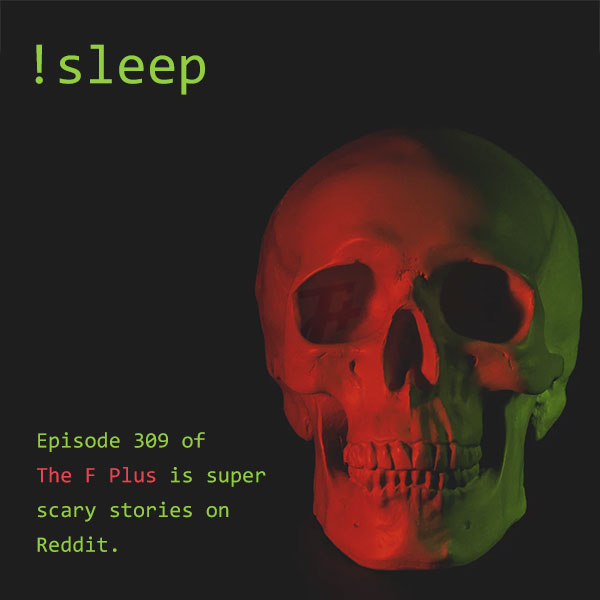 !sleep
Episode 309 of
The F Plus is super
scary stories on
Reddit.